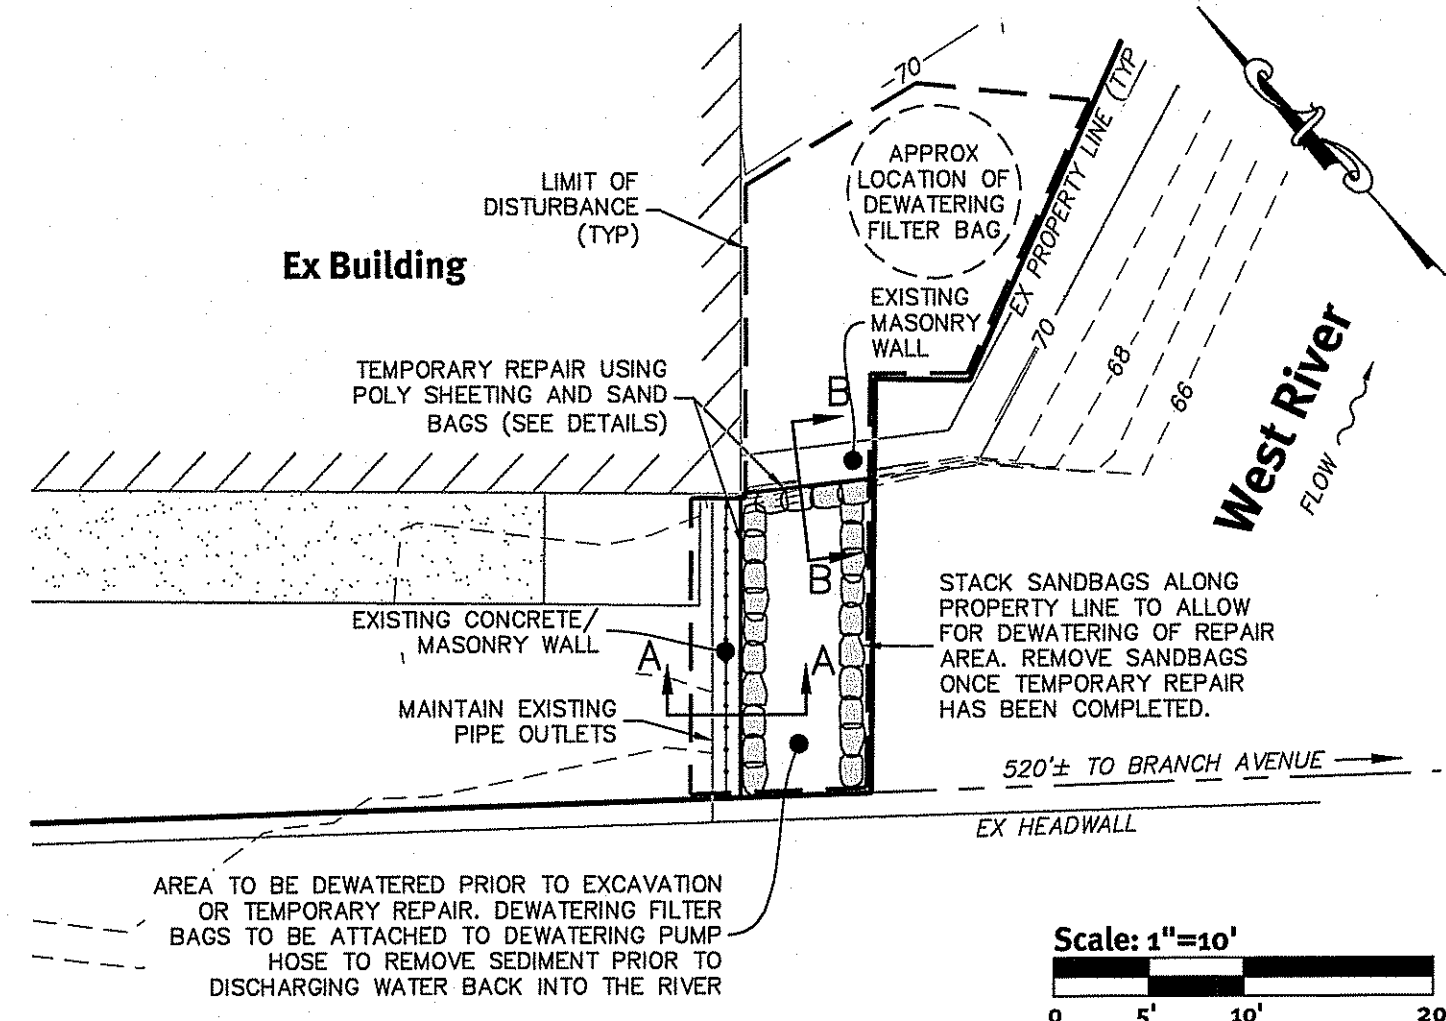 70
APPROX
LOCATION OF
DEWATERING
FILTER BAG
LIMIT OF
DISTURBANCE
(TYP)
Ex Building
EX PROPERTY LINE (TYP
EXISTING
MASONRY
WALL
70
68
66
West River
FLOW
TEMPORARY REPAIR USING
POLY SHEETING AND SAND
BAGS (SEE DETAILS)
B
B
STACK SANDBAGS ALONG
PROPERTY LINE TO ALLOW
FOR DEWATERING OF REPAIR
AREA. REMOVE SANDBAGS
ONCE TEMPORARY REPAIR
HAS BEEN COMPLETED.
EXISTING CONCRETE/
MASONRY WALL
A
A
MAINTAIN EXISTING
PIPE OUTLETS
520'± TO BRANCH AVENUE
EX HEADWALL
AREA TO BE DEWATERED PRIOR TO EXCAVATION
OR TEMPORARY REPAIR. DEWATERING FILTER
BAGS TO BE ATTACHED TO DEWATERING PUMP
HOSE TO REMOVE SEDIMENT PRIOR TO
DISCHARGING WATER BACK INTO THE RIVER
Scale: 1"=10'
0 5' 10' 20